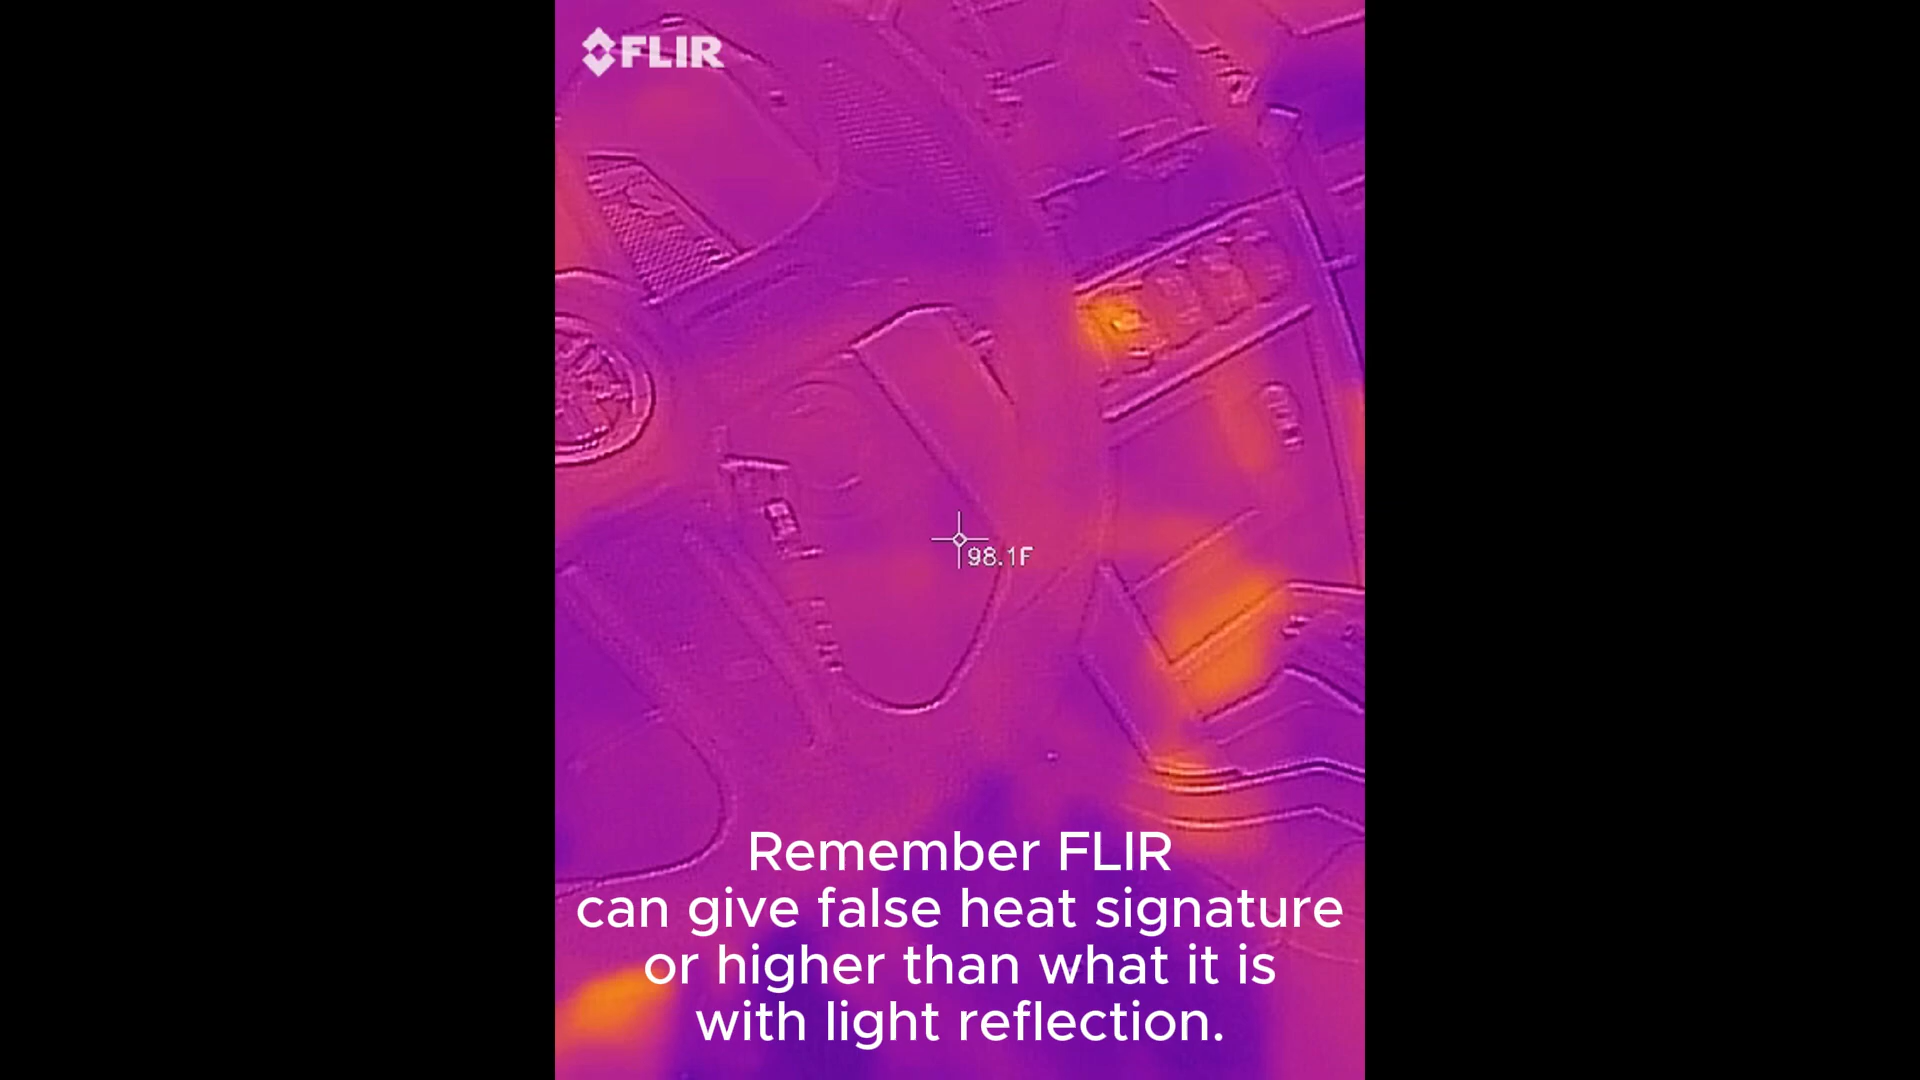 FLIR
98.1F
Remember FLIR
can give false heat signature
or higher than what it is
with light reflection.